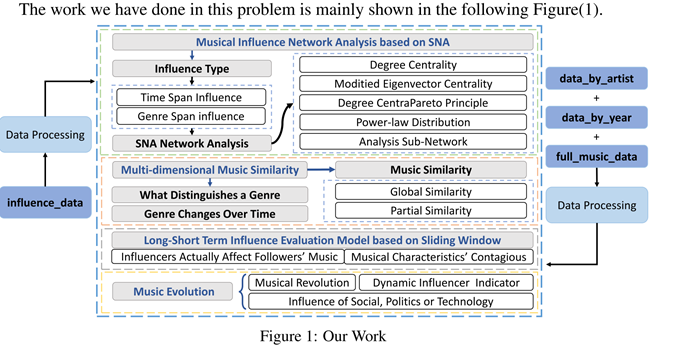 The work we have done in this problem is mainly shown in the following Figure(1).
Musical Influence Network Analysis based on SNA
Influence Type
Time Span Influence
Genre Span influence
SNA Network Analysis
Degree Centrality
Moditied Eigenvector Centrality
Degree CentraPareto Principle
Power-law Distribution
Analysis Sub-Network
Data Processing
influence_data
data_by_artist
+
data_by_year
+
full_music_data
Data Processing
Multi-dimensional Music Similarity
What Distinguishes a Genre
Genre Changes Over Time
Music Similarity
Global Similarity
Partial Similarity
Long-Short Term Influence Evaluation Model based on Sliding Window
Influencers Actually Affect Followers' Music
Musical Characteristics' Contagious
Music Evolution
Musical Revolution
Dynamic Influencer Indicator
Influence of Social, Politics or Technology
Figure 1: Our Work